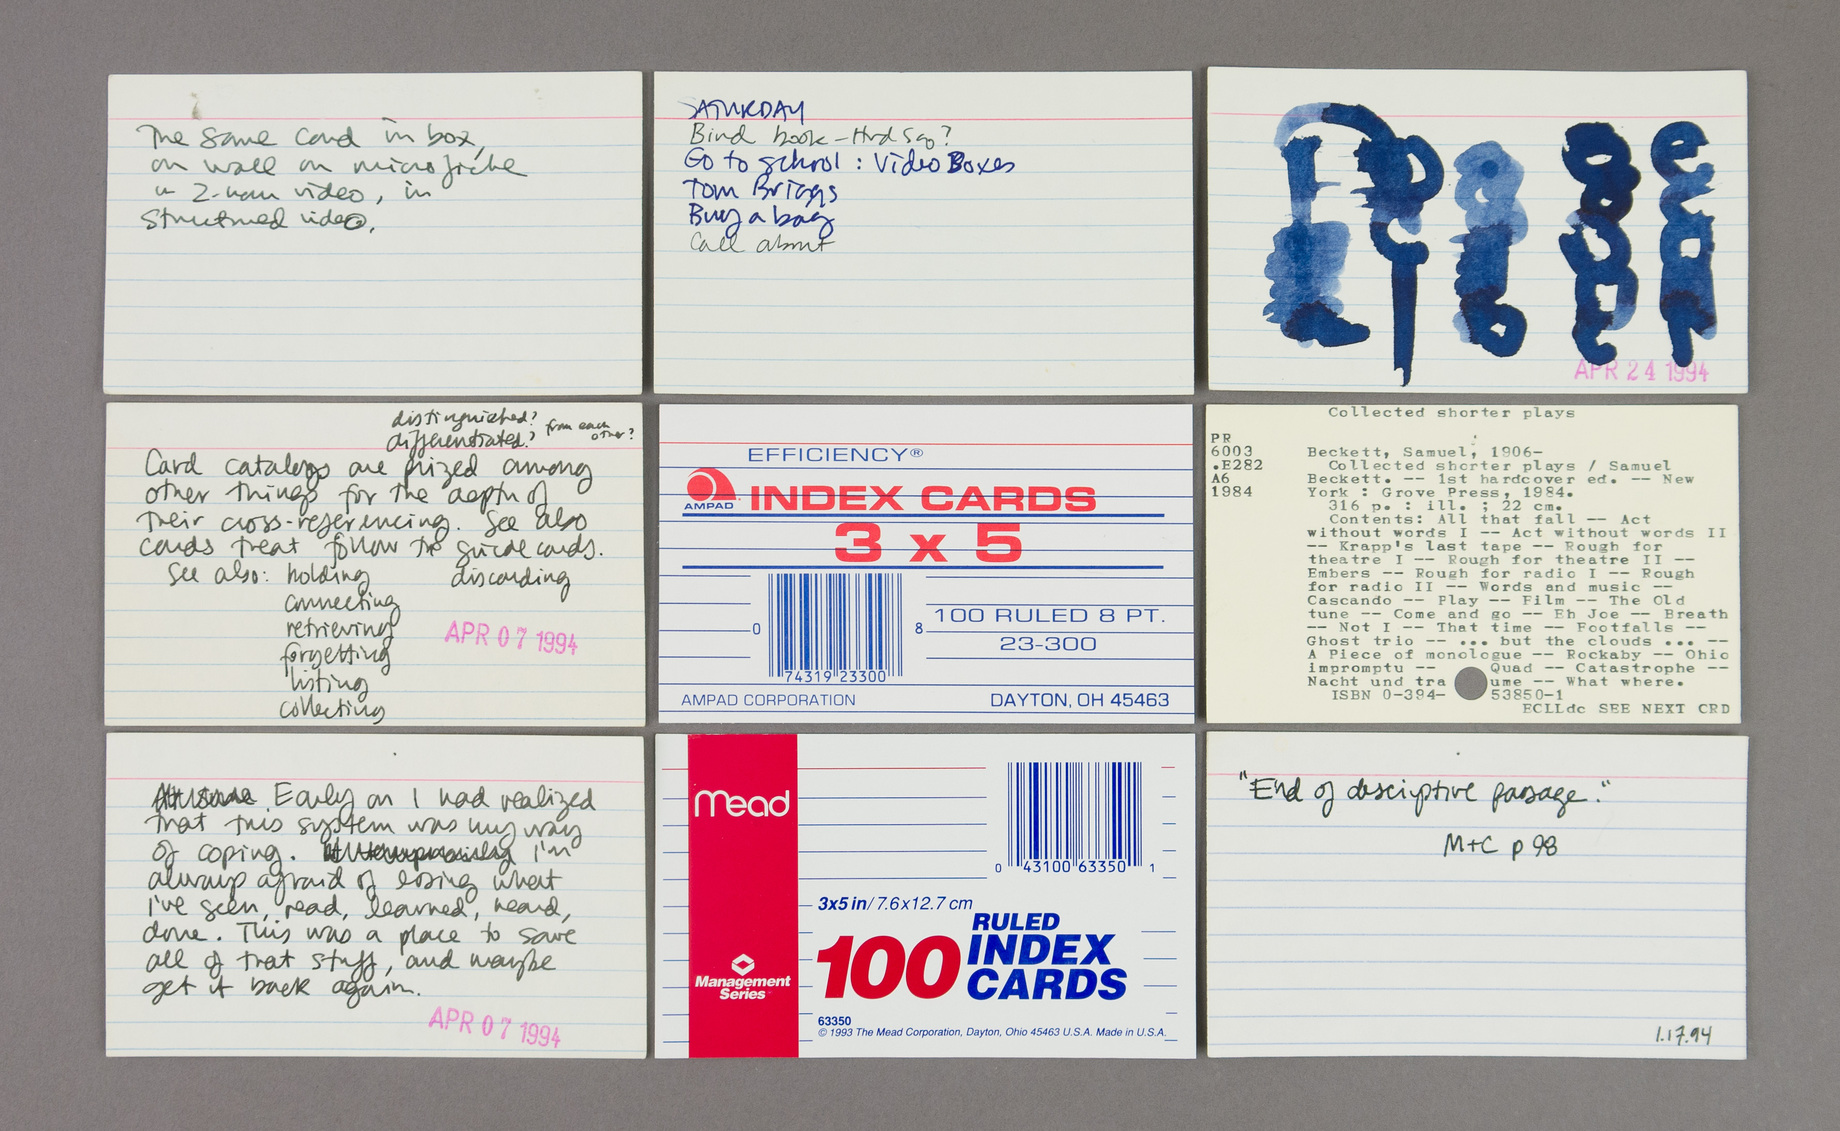 The same card in box,
on wall on microfiche
in 2-way video, in
structured video.
SATURDAY
Bind book - Hrd So?
Go to school : Video Boxes
Tom Briggs
Buy a bag
Call about
APR 24 1994
distinguished? from each
differentiated? other?
Card catalogs are prized among
other things for the depth of
their cross-referencing. See also
cards treat follow the guide cards.
See also: holding discarding
connecting
retrieving
forgetting
listing
collecting
APR 07 1994
EFFICIENCY®
AMPAD INDEX CARDS
3 x 5
100 RULED 8 PT.
23-300
0 74319 23300 8
AMPAD CORPORATION DAYTON, OH 45463
Collected shorter plays
PR
6003 Beckett, Samuel, 1906-
.E282 Collected shorter plays / Samuel
A6 Beckett. -- 1st hardcover ed. -- New
1984 York : Grove Press, 1984.
316 p. : ill. ; 22 cm.
Contents: All that fall -- Act
without words I -- Act without words II
-- Krapp's last tape -- Rough for
theatre I -- Rough for theatre II --
Embers -- Rough for radio I -- Rough
for radio II -- Words and music --
Cascando -- Play -- Film -- The Old
tune -- Come and go -- Eh Joe -- Breath
-- Not I -- That time -- Footfalls --
Ghost trio -- ... but the clouds ... --
A Piece of monologue -- Rockaby -- Ohio
impromptu -- Quad -- Catastrophe --
Nacht und tra ume -- What where.
ISBN 0-394- 53850-1
ECLLdc SEE NEXT CRD
Early on I had realized
that this system was my way
of coping. I'm
always afraid of losing what
I've seen, read, learned, heard,
done. This was a place to save
all of that stuff, and maybe
get it back again.
APR 07 1994
Mead
0 43100 63350 1
3x5 in/7.6x12.7 cm
100 RULED
INDEX
CARDS
Management
Series™
63350
© 1993 The Mead Corporation, Dayton, Ohio 45463 U.S.A. Made in U.S.A.
"End of descriptive passage."
M+C p 98
1.17.94